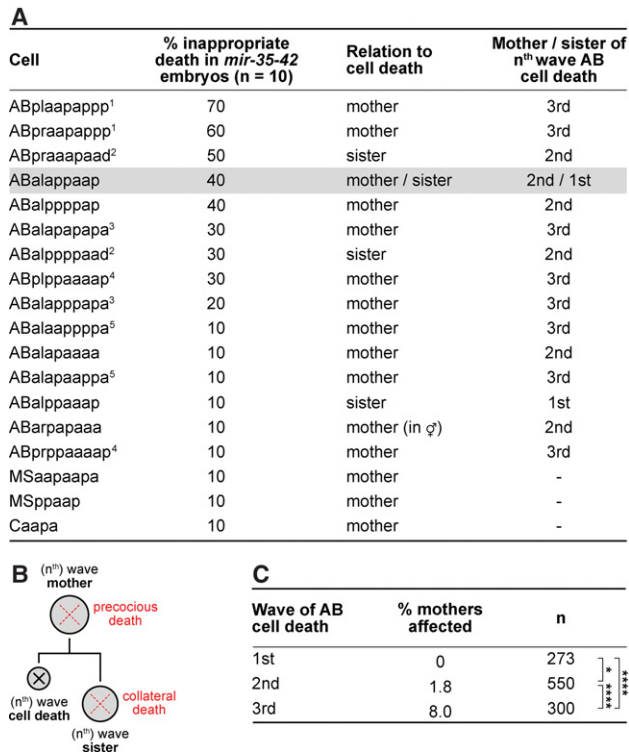 A
Cell % inappropriate death in mir-35-42 embryos (n = 10) Relation to cell death Mother / sister of nth wave AB cell death
ABplaapappp1 70 mother 3rd
ABpraapappp1 60 mother 3rd
ABpraaapaad2 50 sister 2nd
ABalappaap 40 mother / sister 2nd / 1st
ABalppppap 40 mother 2nd
ABalapapapa3 30 mother 3rd
ABalppppaad2 30 sister 2nd
ABplppaaaap4 30 mother 3rd
ABalappppapa3 20 mother 3rd
ABalaappppa5 10 mother 3rd
ABalapaaaa 10 mother 2nd
ABalapaappa5 10 mother 3rd
ABalppaaap 10 sister 1st
ABarpapaaa 10 mother (in ⚥) 2nd
ABprppaaaap4 10 mother 3rd
MSaapaapa 10 mother -
MSppaap 10 mother -
Caapa 10 mother -
B
(nth) wave
mother
precocious
death
(nth) wave
cell death
collateral
death
(nth) wave
sister
C
Wave of AB cell death % mothers affected n
1st 0 273
2nd 1.8 550
3rd 8.0 300
*
****
****